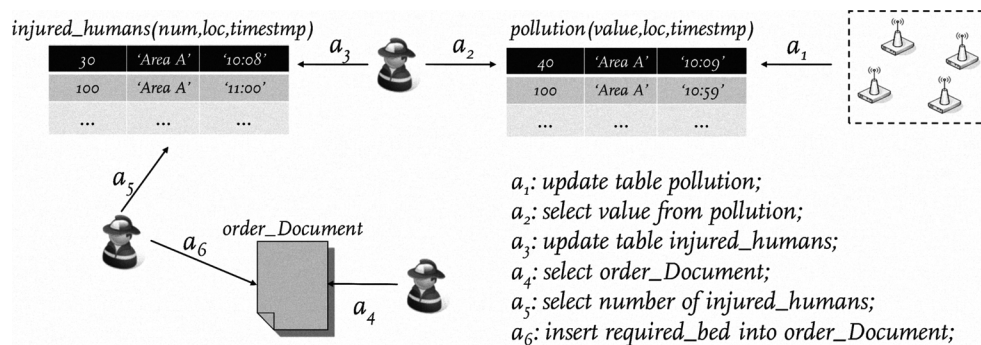 injured_humans(num,loc,timestmp)
a3
a2
pollution(value,loc,timestmp)
a1
30 'Area A' '10:08'
100 'Area A' '11:00'
... ... ...
40 'Area A' '10:09'
100 'Area A' '10:59'
... ... ...
a5
a6
order_Document
a4
a1: update table pollution;
a2: select value from pollution;
a3: update table injured_humans;
a4: select order_Document;
a5: select number of injured_humans;
a6: insert required_bed into order_Document;